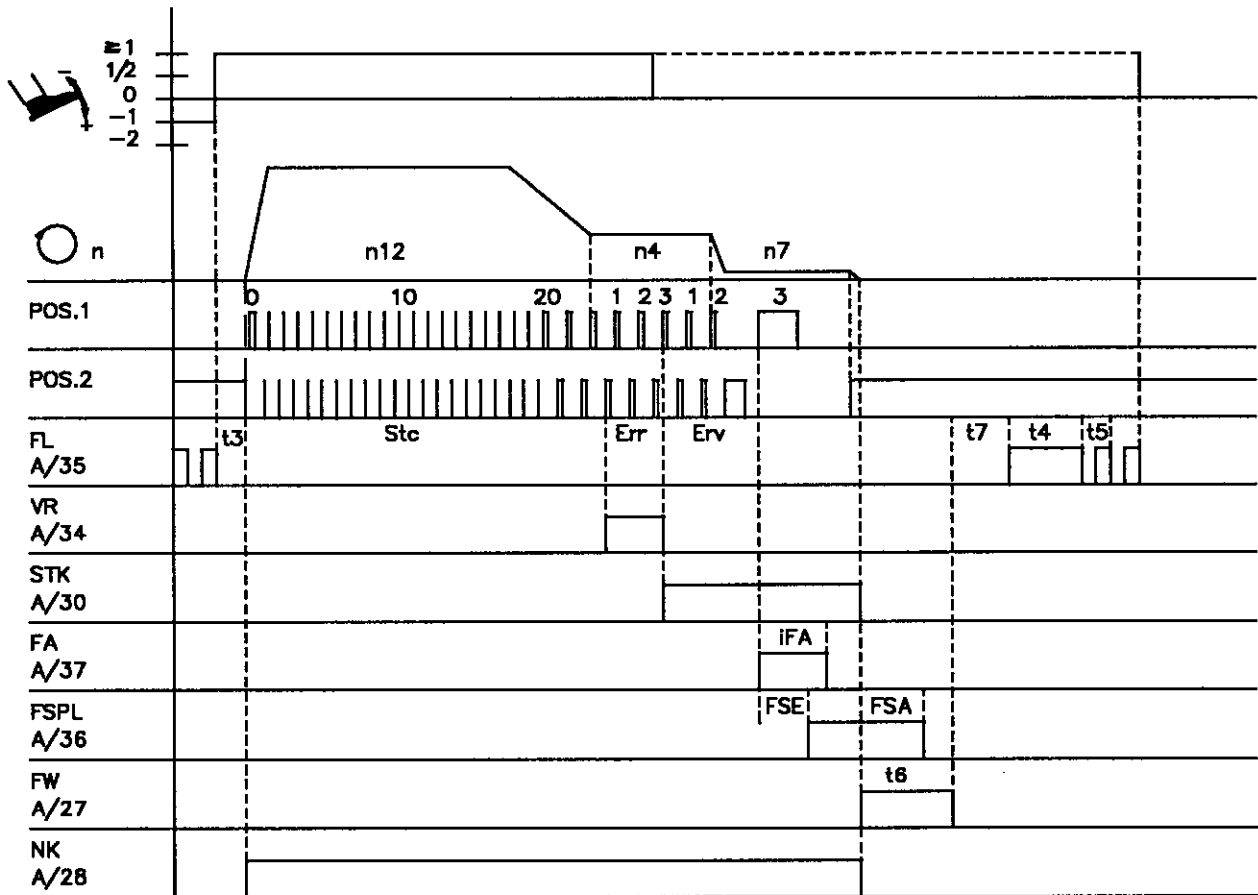 ≥1
1/2
0
-1
-2
- 
+
n
n12
n4
n7
POS.1
0 10 20 1 2 3 1 2 3
POS.2
FL
A/35
t3 Stc Err Erv t7 t4 t5
VR
A/34
STK
A/30
FA
A/37
iFA
FSPL
A/36
FSE FSA
FW
A/27
t6
NK
A/28